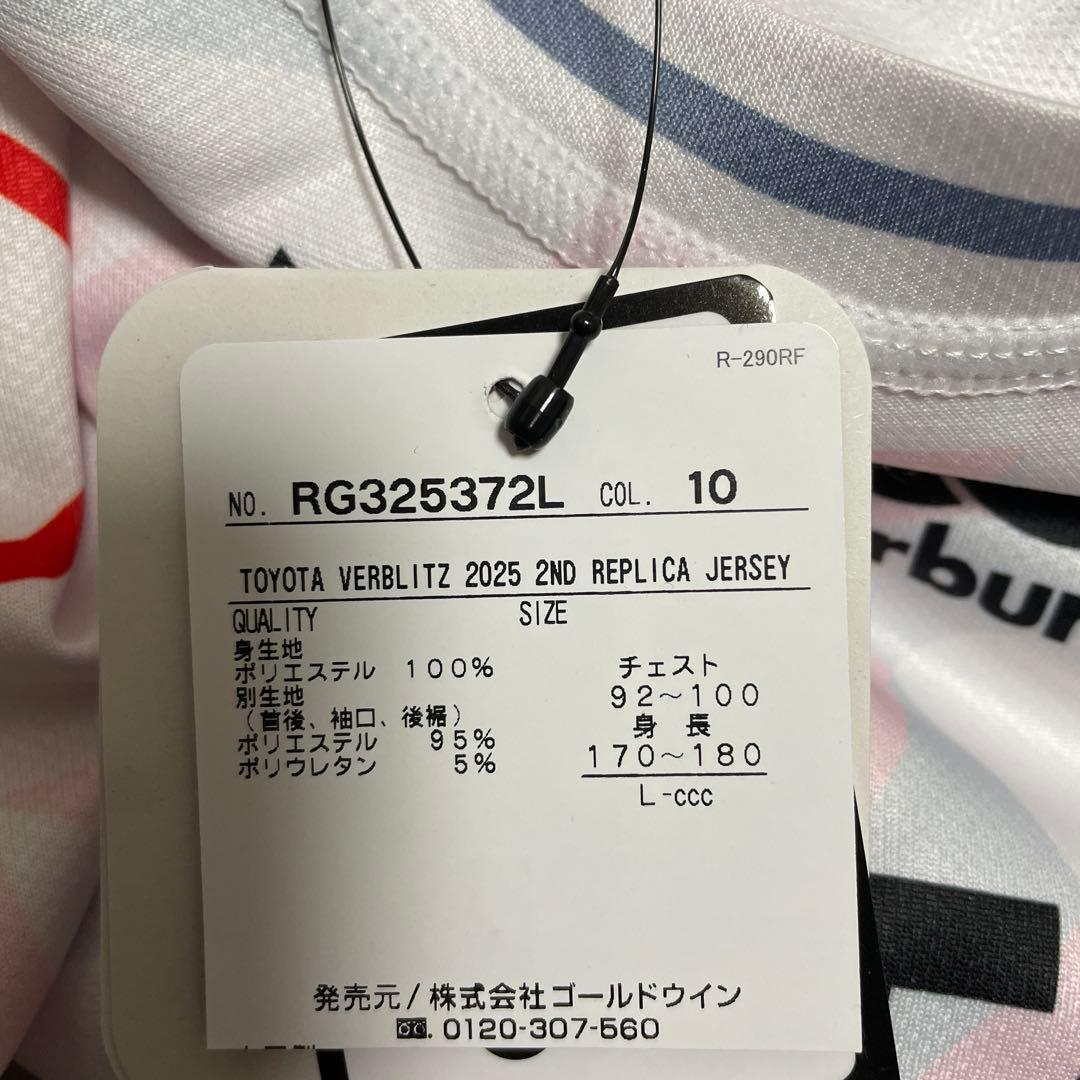 R-290RF
NO. RG325372L COL. 10
TOYOTA VERBLITZ 2025 2ND REPLICA JERSEY
QUALITY SIZE
身生地
ポリエステル 100%
別生地
(首後、袖口、後裾)
ポリエステル 95%
ポリウレタン 5%
チェスト
92~100
身長
170~180
L-ccc
発売元/株式会社ゴールドウイン
0120-307-560
rbur